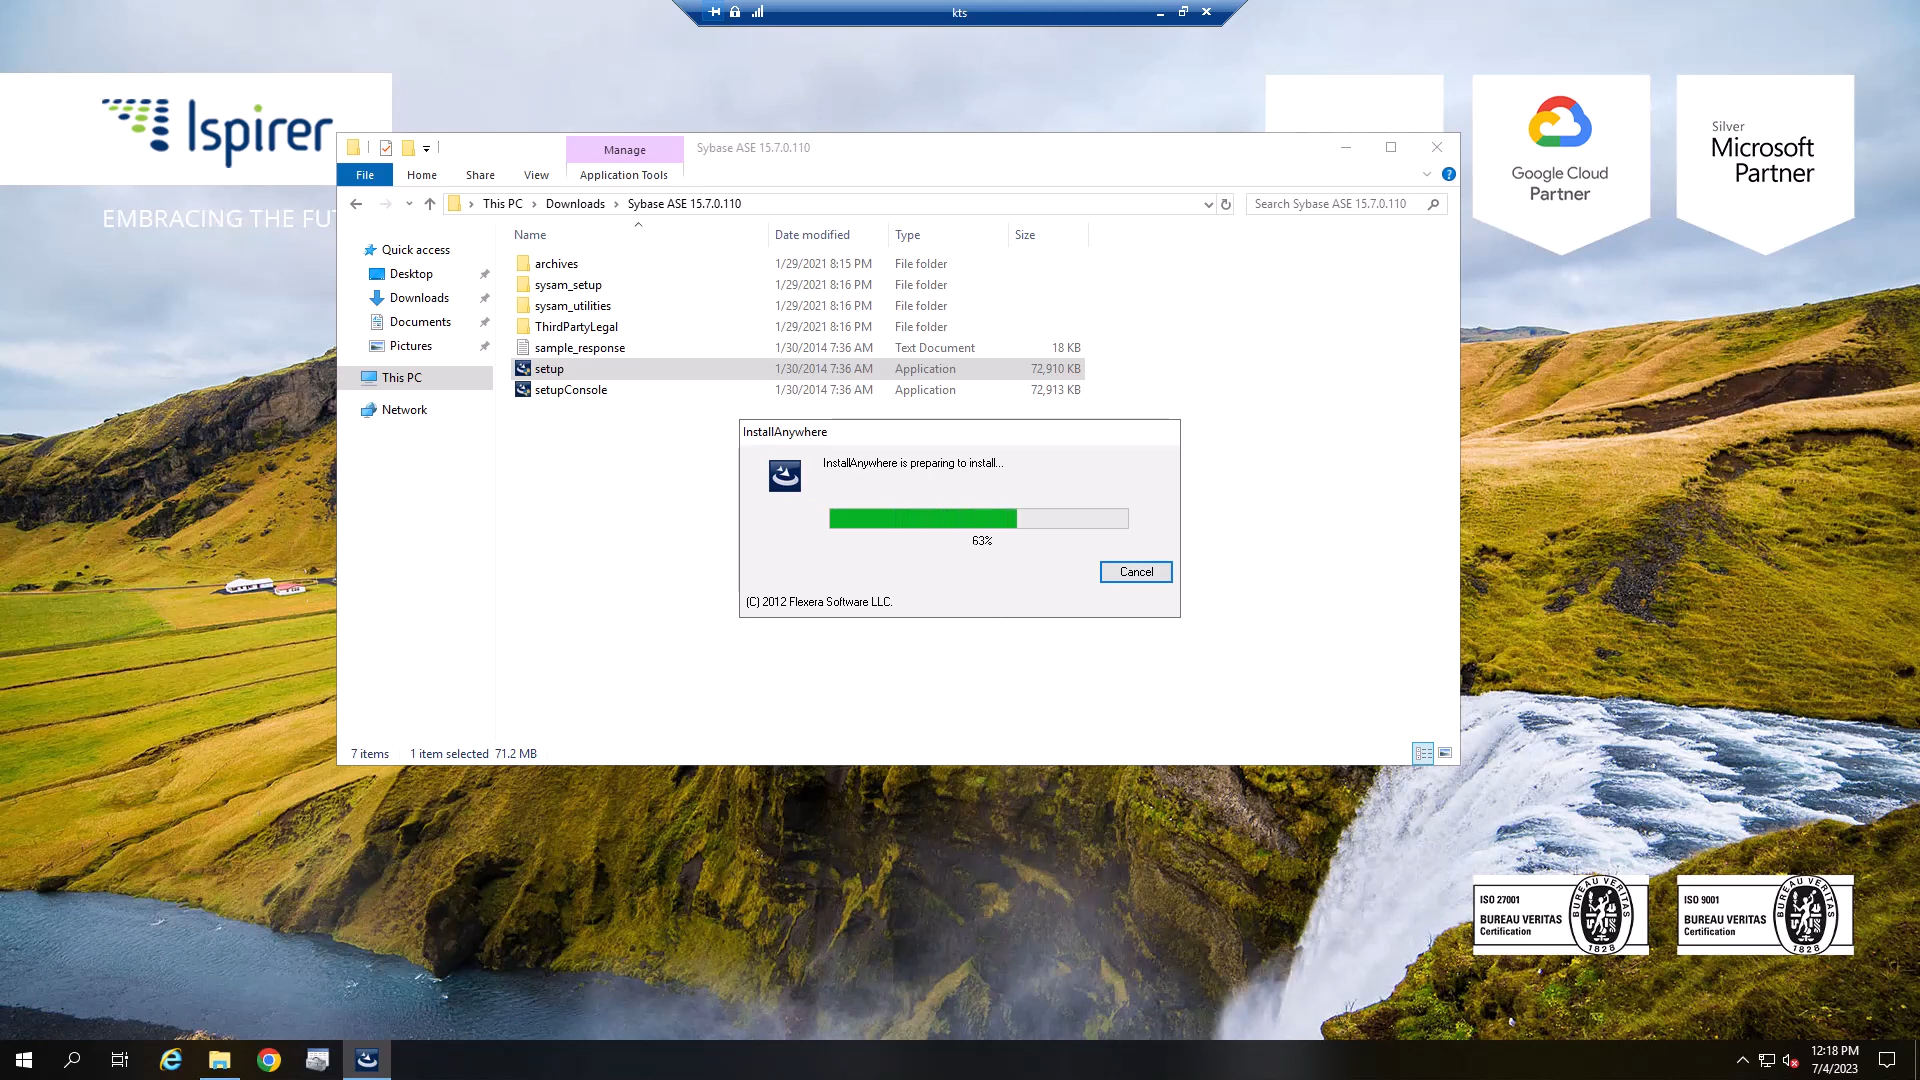 kts
Ispirer
EMBRACING THE FU
Google Cloud
Partner
Silver
Microsoft
Partner
Manage
Sybase ASE 15.7.0.110
File
Home
Share
View
Application Tools
This PC
Downloads
Sybase ASE 15.7.0.110
Search Sybase ASE 15.7.0.110
Quick access
Desktop
Downloads
Documents
Pictures
This PC
Network
Name
Date modified
Type
Size
archives 1/29/2021 8:15 PM File folder
sysam_setup 1/29/2021 8:16 PM File folder
sysam_utilities 1/29/2021 8:16 PM File folder
ThirdPartyLegal 1/29/2021 8:16 PM File folder
sample_response 1/30/2014 7:36 AM Text Document 18 KB
setup 1/30/2014 7:36 AM Application 72,910 KB
setupConsole 1/30/2014 7:36 AM Application 72,913 KB
InstallAnywhere
InstallAnywhere is preparing to install...
63%
Cancel
(C) 2012 Flexera Software LLC.
7 items
1 item selected 71.2 MB
ISO 27001
BUREAU VERITAS
Certification
BUREAU VERITAS
1828
ISO 9001
BUREAU VERITAS
Certification
BUREAU VERITAS
1828
12:18 PM
7/4/2023